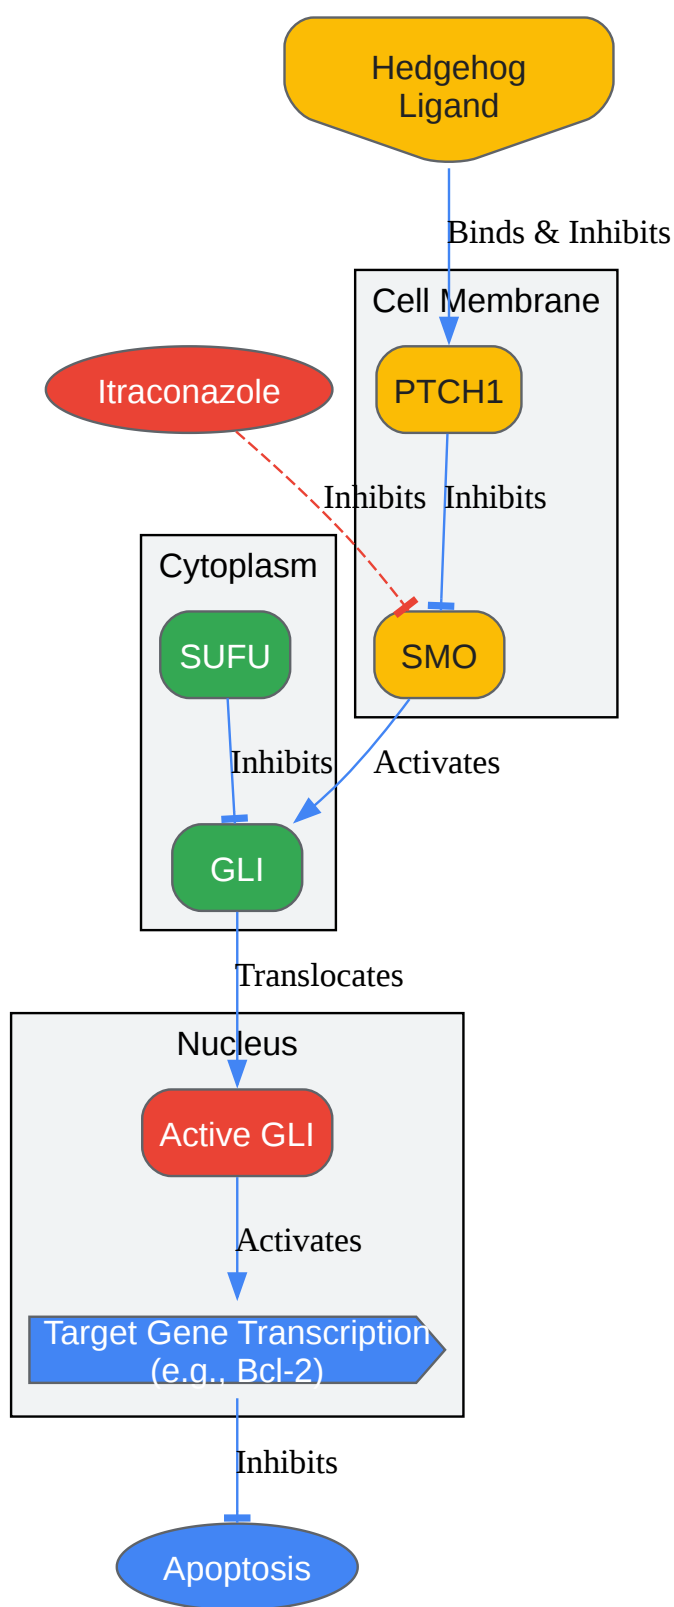 Hedgehog
Ligand
Binds & Inhibits
Cell Membrane
Itraconazole
PTCH1
Inhibits
Inhibits
Cytoplasm
SUFU
SMO
Inhibits
Activates
GLI
Translocates
Nucleus
Active GLI
Activates
Target Gene Transcription
(e.g., Bcl-2)
Inhibits
Apoptosis